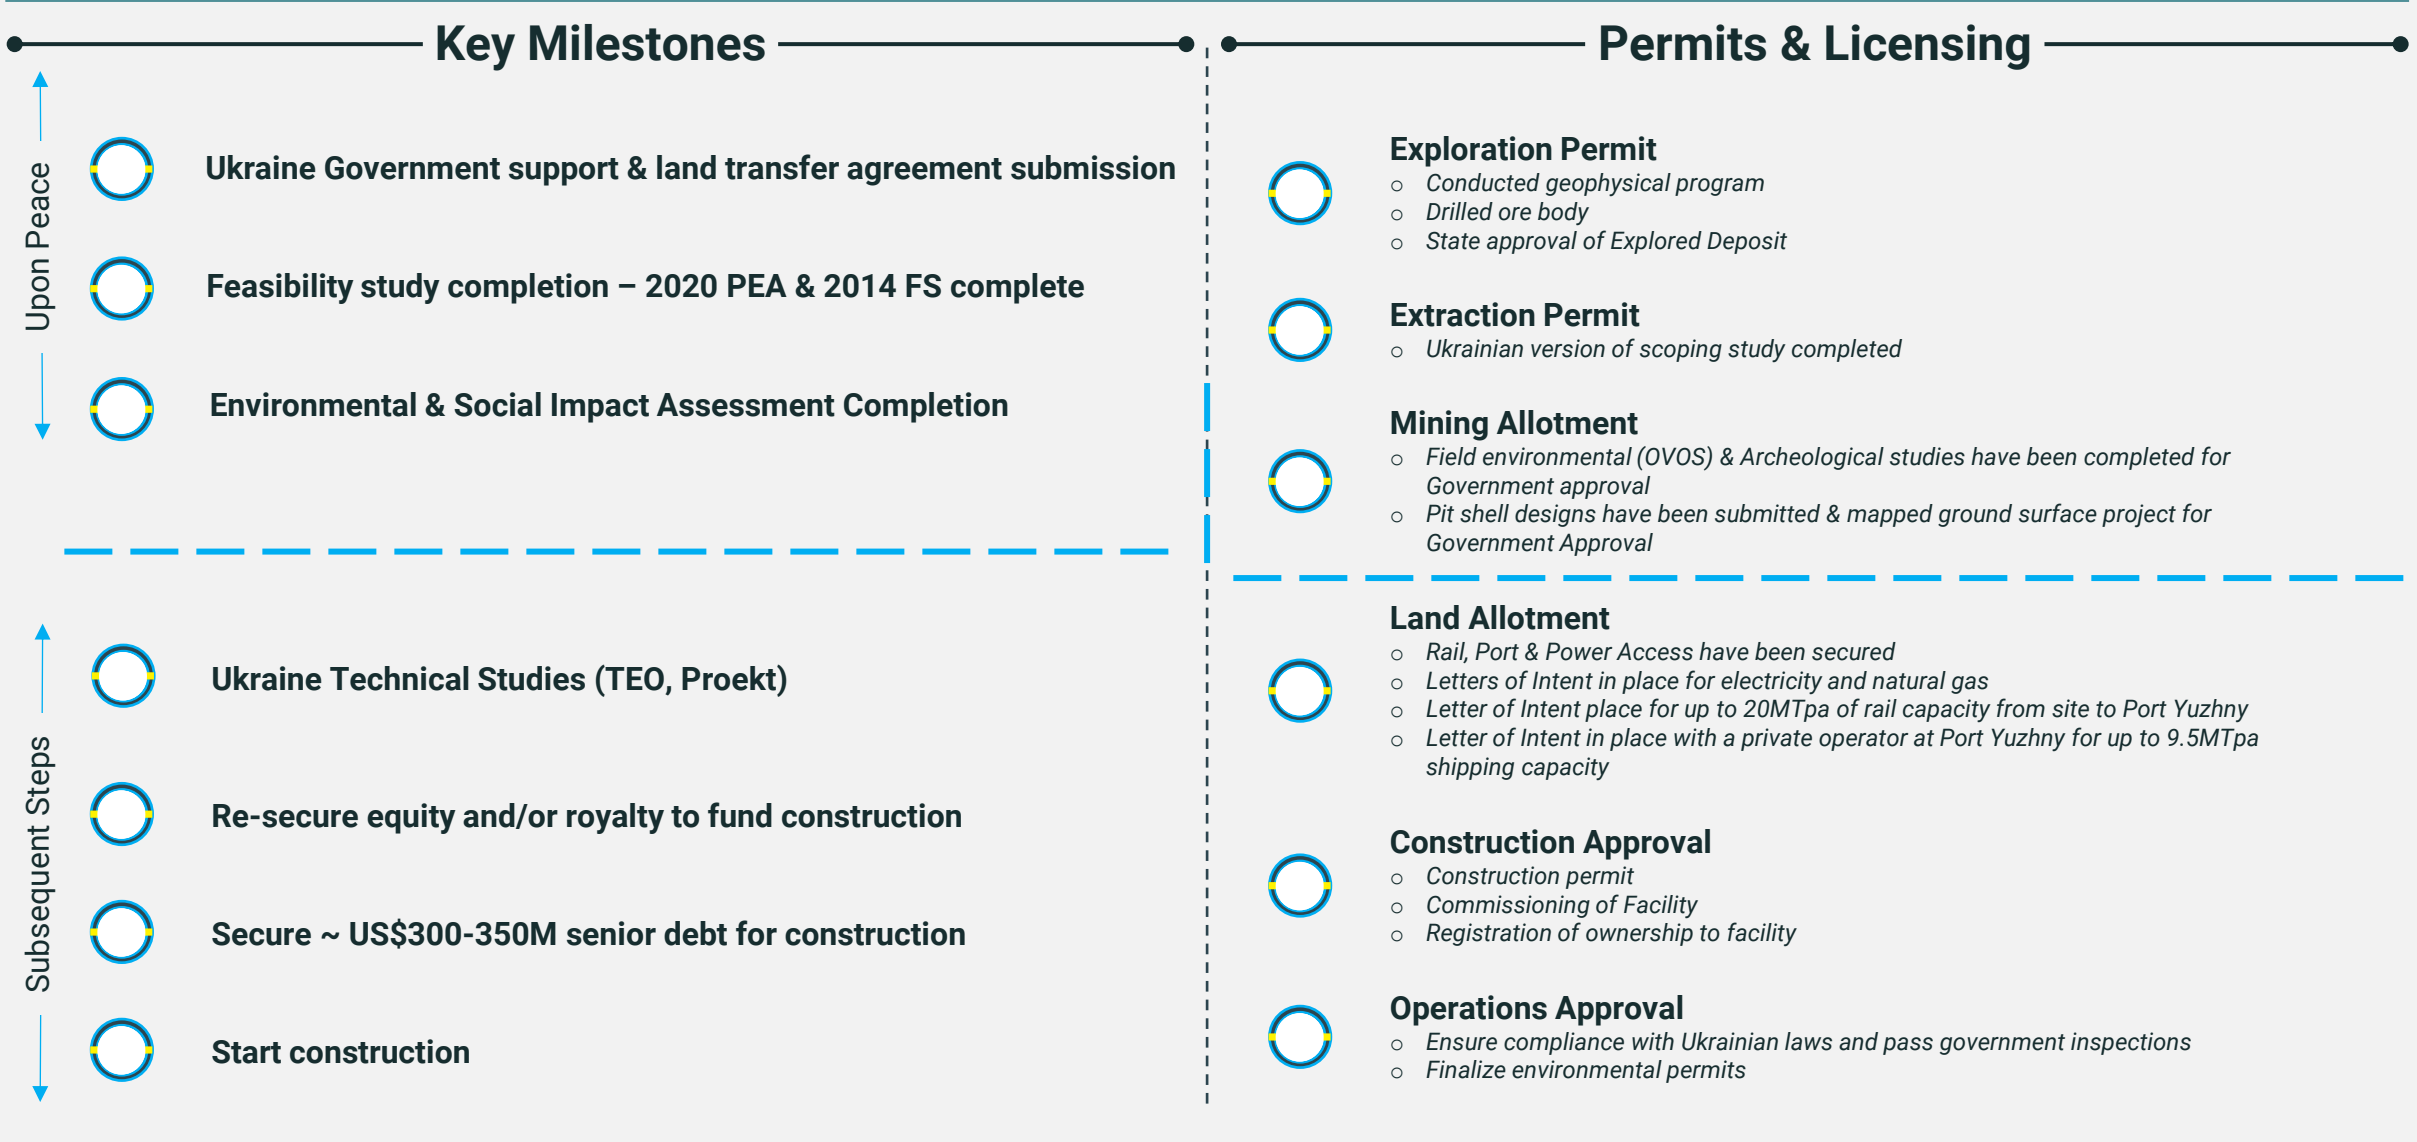 Key Milestones
Upon Peace
Ukraine Government support & land transfer agreement submission
Feasibility study completion – 2020 PEA & 2014 FS complete
Environmental & Social Impact Assessment Completion
Subsequent Steps
Ukraine Technical Studies (TEO, Proekt)
Re-secure equity and/or royalty to fund construction
Secure ~ US$300-350M senior debt for construction
Start construction
Permits & Licensing
Exploration Permit
o Conducted geophysical program
o Drilled ore body
o State approval of Explored Deposit
Extraction Permit
o Ukrainian version of scoping study completed
Mining Allotment
o Field environmental (OVOS) & Archeological studies have been completed for
Government approval
o Pit shell designs have been submitted & mapped ground surface project for
Government Approval
Land Allotment
o Rail, Port & Power Access have been secured
o Letters of Intent in place for electricity and natural gas
o Letter of Intent place for up to 20MTpa of rail capacity from site to Port Yuzhny
o Letter of Intent in place with a private operator at Port Yuzhny for up to 9.5MTpa
shipping capacity
Construction Approval
o Construction permit
o Commissioning of Facility
o Registration of ownership to facility
Operations Approval
o Ensure compliance with Ukrainian laws and pass government inspections
o Finalize environmental permits